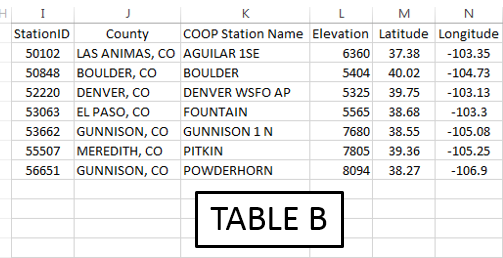 H I J K L M N
StationID County COOP Station Name Elevation Latitude Longitude
50102 LAS ANIMAS, CO AGUILAR 1SE 6360 37.38 -103.35
50848 BOULDER, CO BOULDER 5404 40.02 -104.73
52220 DENVER, CO DENVER WSFO AP 5325 39.75 -103.13
53063 EL PASO, CO FOUNTAIN 5565 38.68 -103.3
53662 GUNNISON, CO GUNNISON 1 N 7680 38.55 -105.08
55507 MEREDITH, CO PITKIN 7805 39.36 -105.25
56651 GUNNISON, CO POWDERHORN 8094 38.27 -106.9
TABLE B